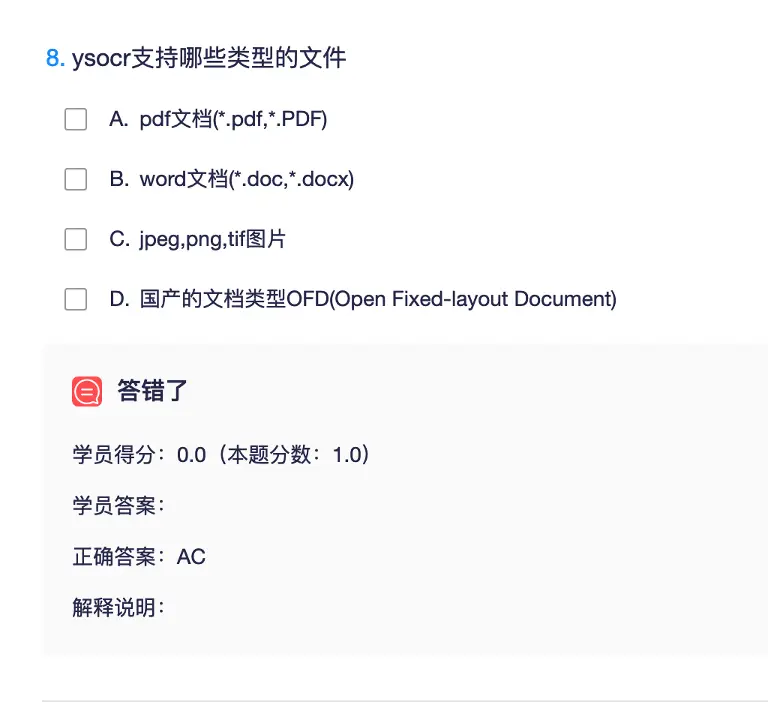 8. ysocr支持哪些类型的文件
A. pdf文档(*.pdf,*.PDF)
B. word文档(*.doc,*.docx)
C. jpeg,png,tif图片
D. 国产的文档类型OFD(Open Fixed-layout Document)
答错了
学员得分：0.0（本题分数：1.0）
学员答案：
正确答案：AC
解释说明：